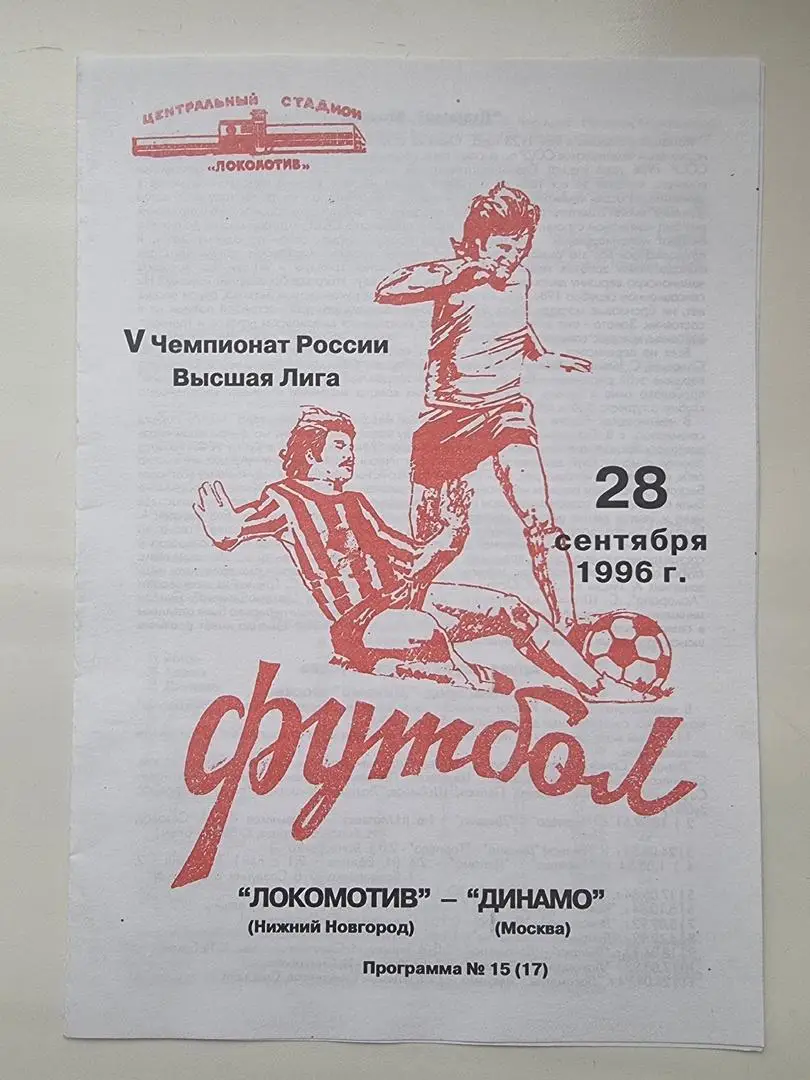 ЦЕНТРАЛЬНЫЙ СТАДИОН
«ЛОКОМОТИВ»
V Чемпионат России
Высшая Лига
28
сентября
1996 г.
Футбол
“ЛОКОМОТИВ” – “ДИНАМО”
(Нижний Новгород) (Москва)
Программа № 15 (17)